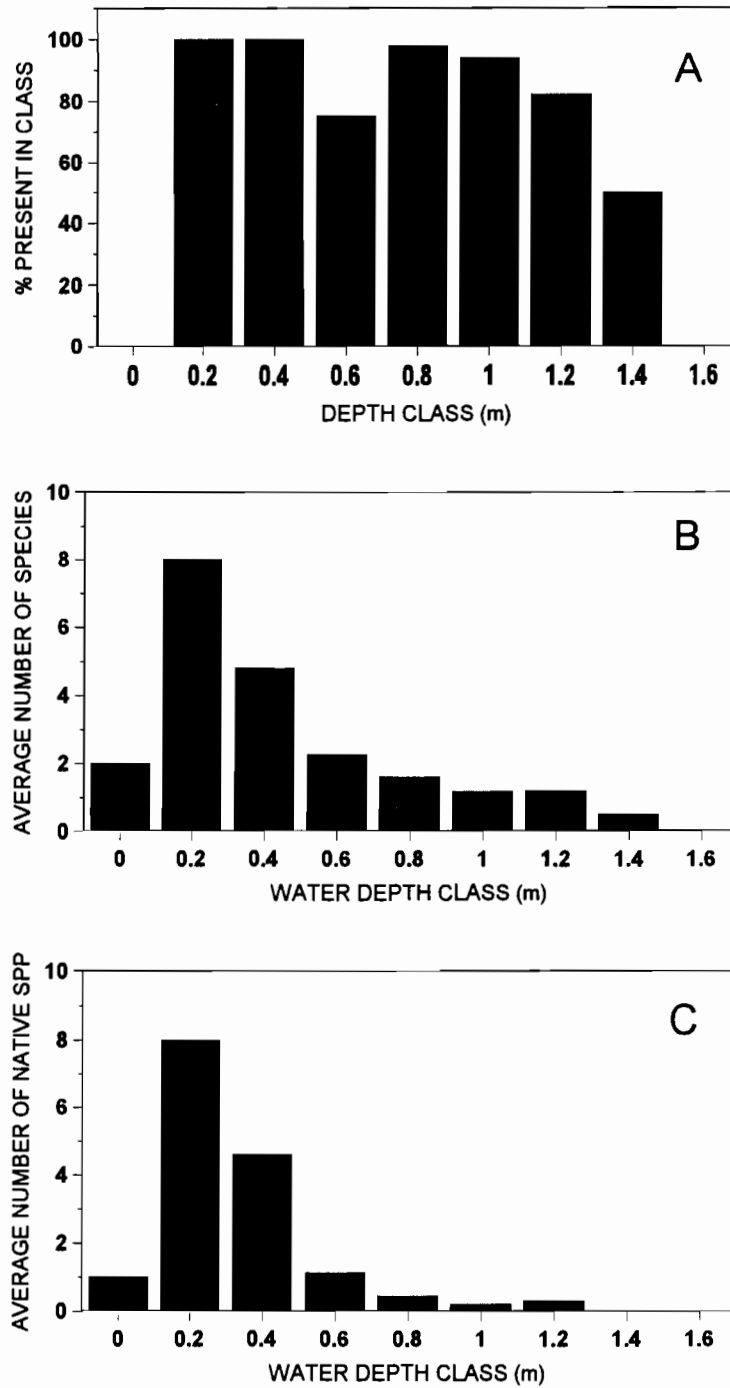 A
% PRESENT IN CLASS
100
80
60
40
20
0
0 0.2 0.4 0.6 0.8 1 1.2 1.4 1.6
DEPTH CLASS (m)
B
AVERAGE NUMBER OF SPECIES
10
8
6
4
2
0
0 0.2 0.4 0.6 0.8 1 1.2 1.4 1.6
WATER DEPTH CLASS (m)
C
AVERAGE NUMBER OF NATIVE SPP
10
8
6
4
2
0
0 0.2 0.4 0.6 0.8 1 1.2 1.4 1.6
WATER DEPTH CLASS (m)